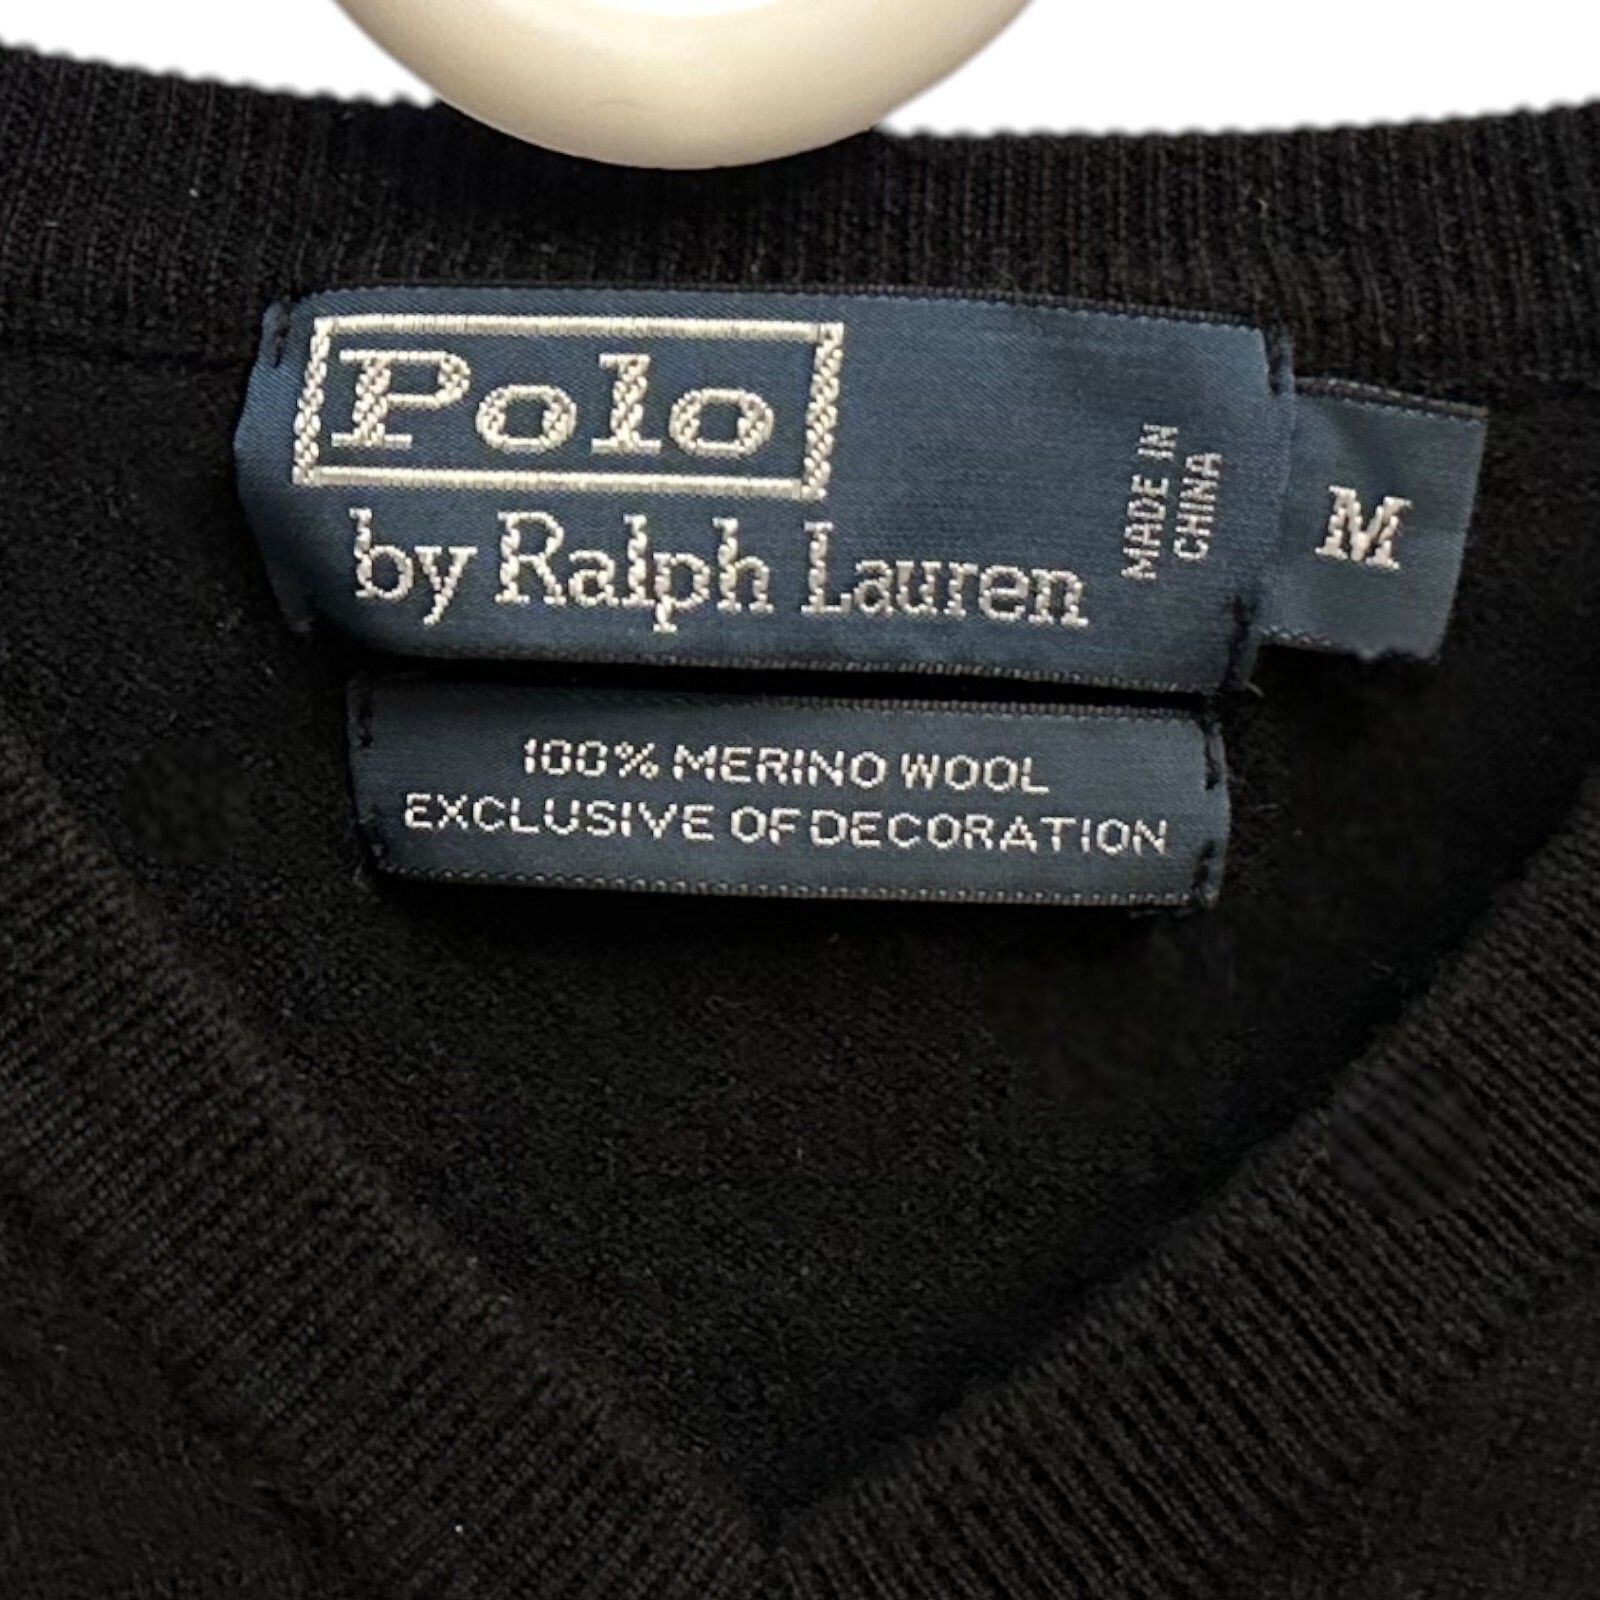 Polo
by Ralph Lauren
MADE IN
CHINA
M
100% MERINO WOOL
EXCLUSIVE OF DECORATION